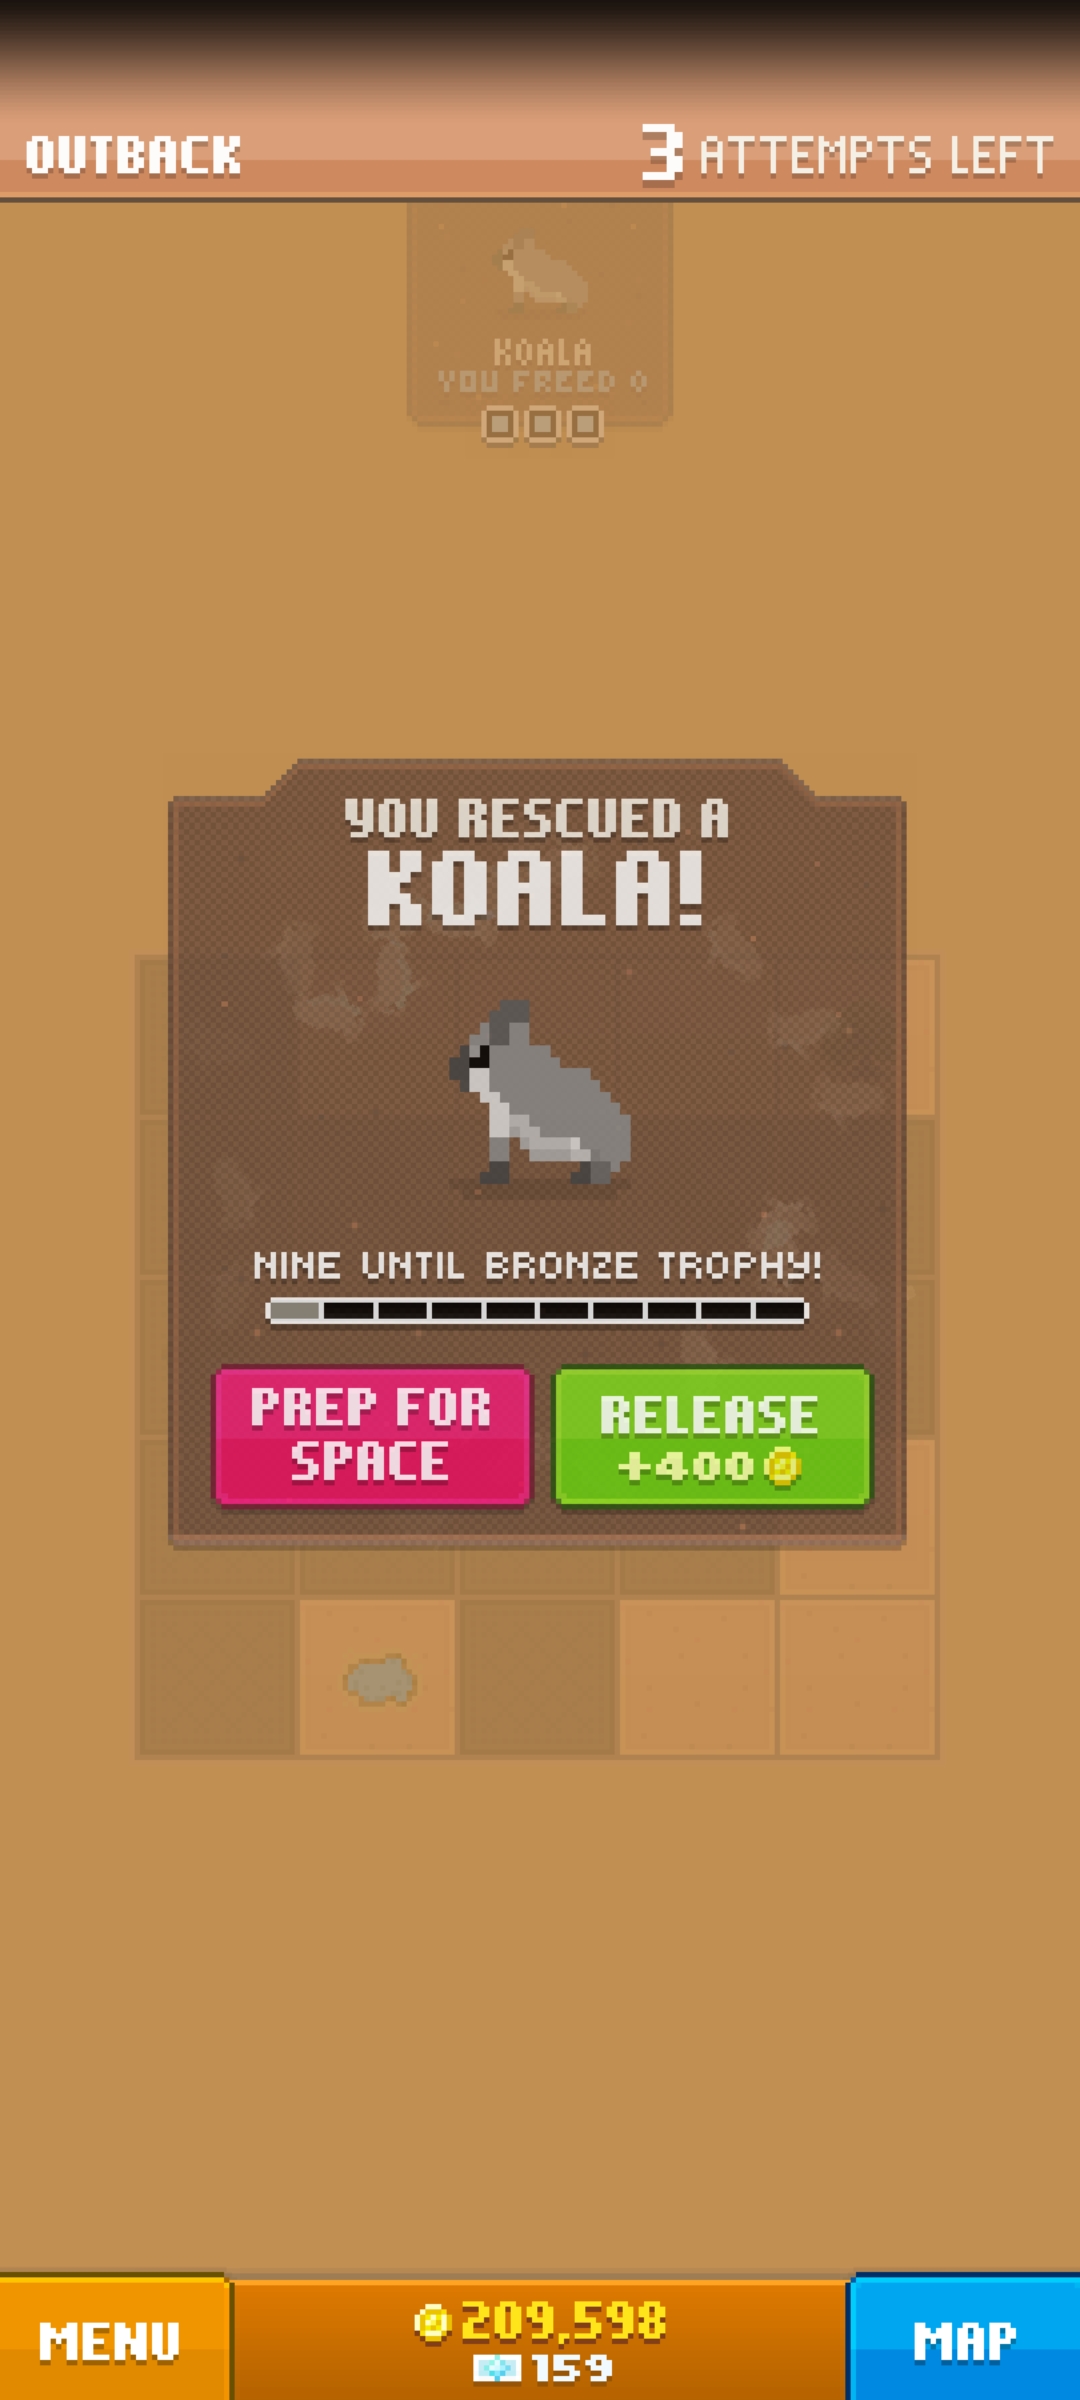 OUTBACK
3 ATTEMPTS LEFT
KOALA
YOU FREED 0
YOU RESCUED A
KOALA!
NINE UNTIL BRONZE TROPHY!
PREP FOR
SPACE
RELEASE
+400
MENU
209,598
159
MAP